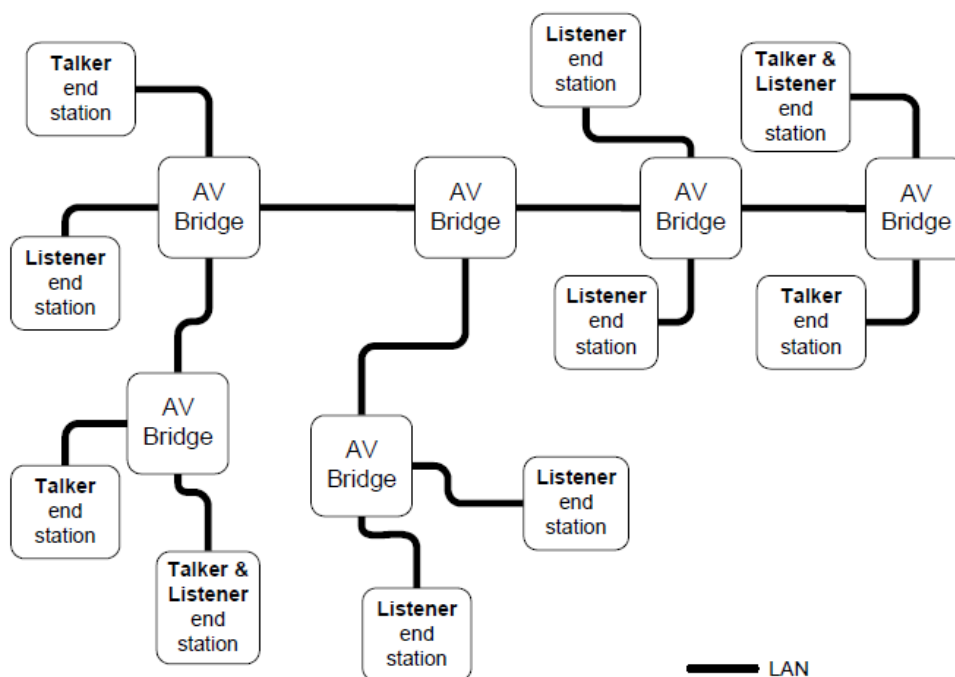 Talker
end
station
Listener
end
station
Talker &
Listener
end
station
AV
Bridge
AV
Bridge
AV
Bridge
AV
Bridge
Listener
end
station
Listener
end
station
Talker
end
station
AV
Bridge
AV
Bridge
Talker
end
station
Listener
end
station
Talker &
Listener
end
station
Listener
end
station
LAN